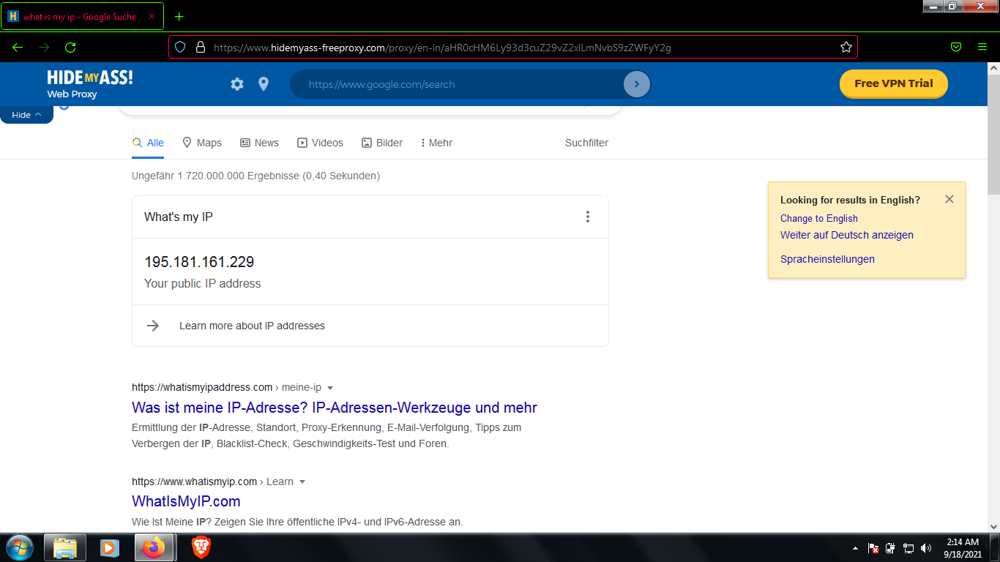 what is my ip - Google Suche
https://www.hidemyass-freeproxy.com/proxy/en-in/aHR0cHM6Ly93d3cuZ29vZ2xlLmNvbS9zZWFyY2g
HIDE MY ASS!
Web Proxy
https://www.google.com/search
Free VPN Trial
Hide
Alle
Maps
News
Videos
Bilder
Mehr
Suchfilter
Ungefähr 1.720.000.000 Ergebnisse (0,40 Sekunden)
What's my IP
195.181.161.229
Your public IP address
Learn more about IP addresses
Looking for results in English?
Change to English
Weiter auf Deutsch anzeigen
Spracheinstellungen
https://whatismyipaddress.com › meine-ip
Was ist meine IP-Adresse? IP-Adressen-Werkzeuge und mehr
Ermittlung der IP-Adresse, Standort, Proxy-Erkennung, E-Mail-Verfolgung, Tipps zum
Verbergen der IP, Blacklist-Check, Geschwindigkeits-Test und Foren.
https://www.whatismyip.com › Learn
WhatIsMyIP.com
Wie Ist Meine IP? Zeigen Sie Ihre öffentliche IPv4- und IPv6-Adresse an.
2:14 AM
9/18/2021